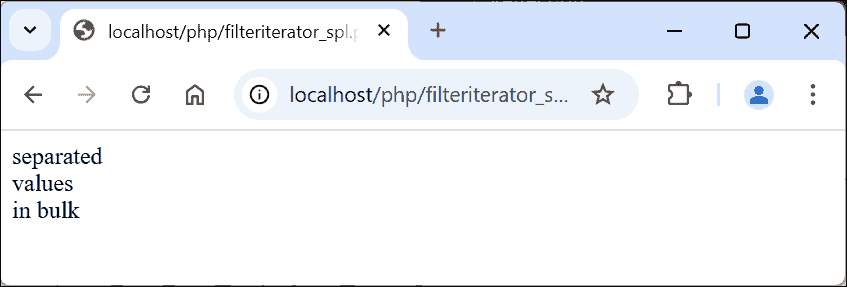 localhost/php/filteriterator_spl.p
localhost/php/filteriterator_s...
separated
values
in bulk